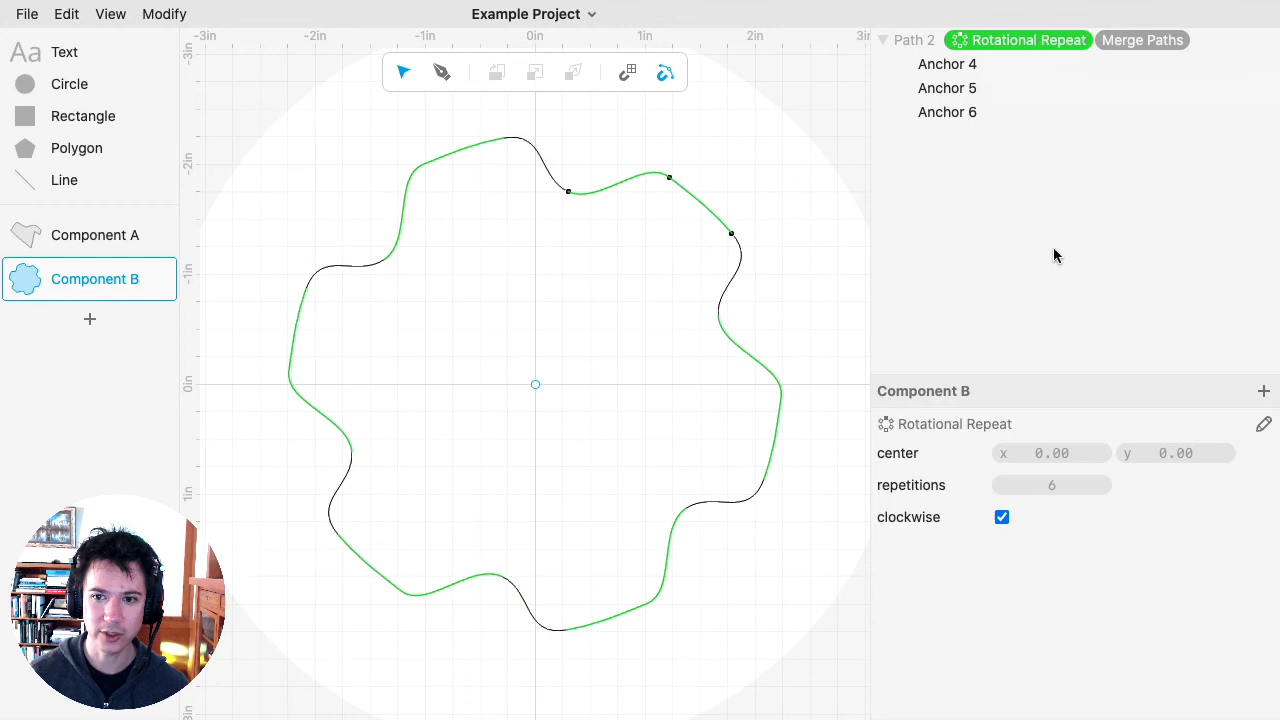 File Edit View Modify
Example Project
Aa Text
Circle
Rectangle
Polygon
Line
Component A
Component B
+
-3in -2in -1in 0in 1in 2in 3in
-3in
-2in
-1in
0in
1in
Path 2 Rotational Repeat Merge Paths
Anchor 4
Anchor 5
Anchor 6
Component B +
Rotational Repeat
center x 0.00 y 0.00
repetitions 6
clockwise